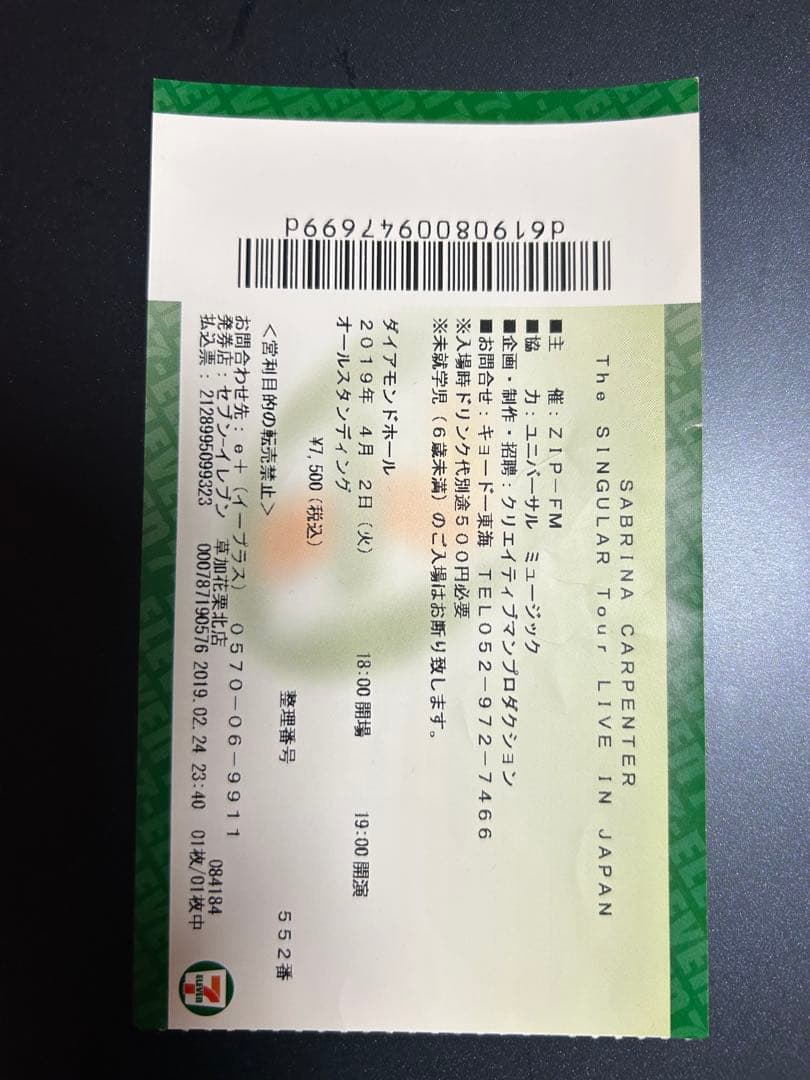 SABRINA CARPENTER
The SINGULAR Tour LIVE IN JAPAN
■主　催：ZIP－FM
■協　力：ユニバーサル ミュージック
■企画・制作・招聘：クリエイティブマンプロダクション
■お問合せ：キョードー東海 TEL052－972－7466
※入場時ドリンク代別途500円必要
※未就学児（6歳未満）のご入場はお断り致します。
ダイアモンドホール
2019年 4月 2日（火） 18:00開場 19:00開演
オールスタンディング
¥7,500(税込)
整理番号 552番
＜営利目的の転売禁止＞
お問合わせ先：e＋（イープラス）0570－06－9911
発券店：セブン-イレブン 草加花栗北店 084184
払込票：2128995099323 000787190576 2019.02.24 23:40 01枚/01枚中
d619080009947699d
7 ELEVEN